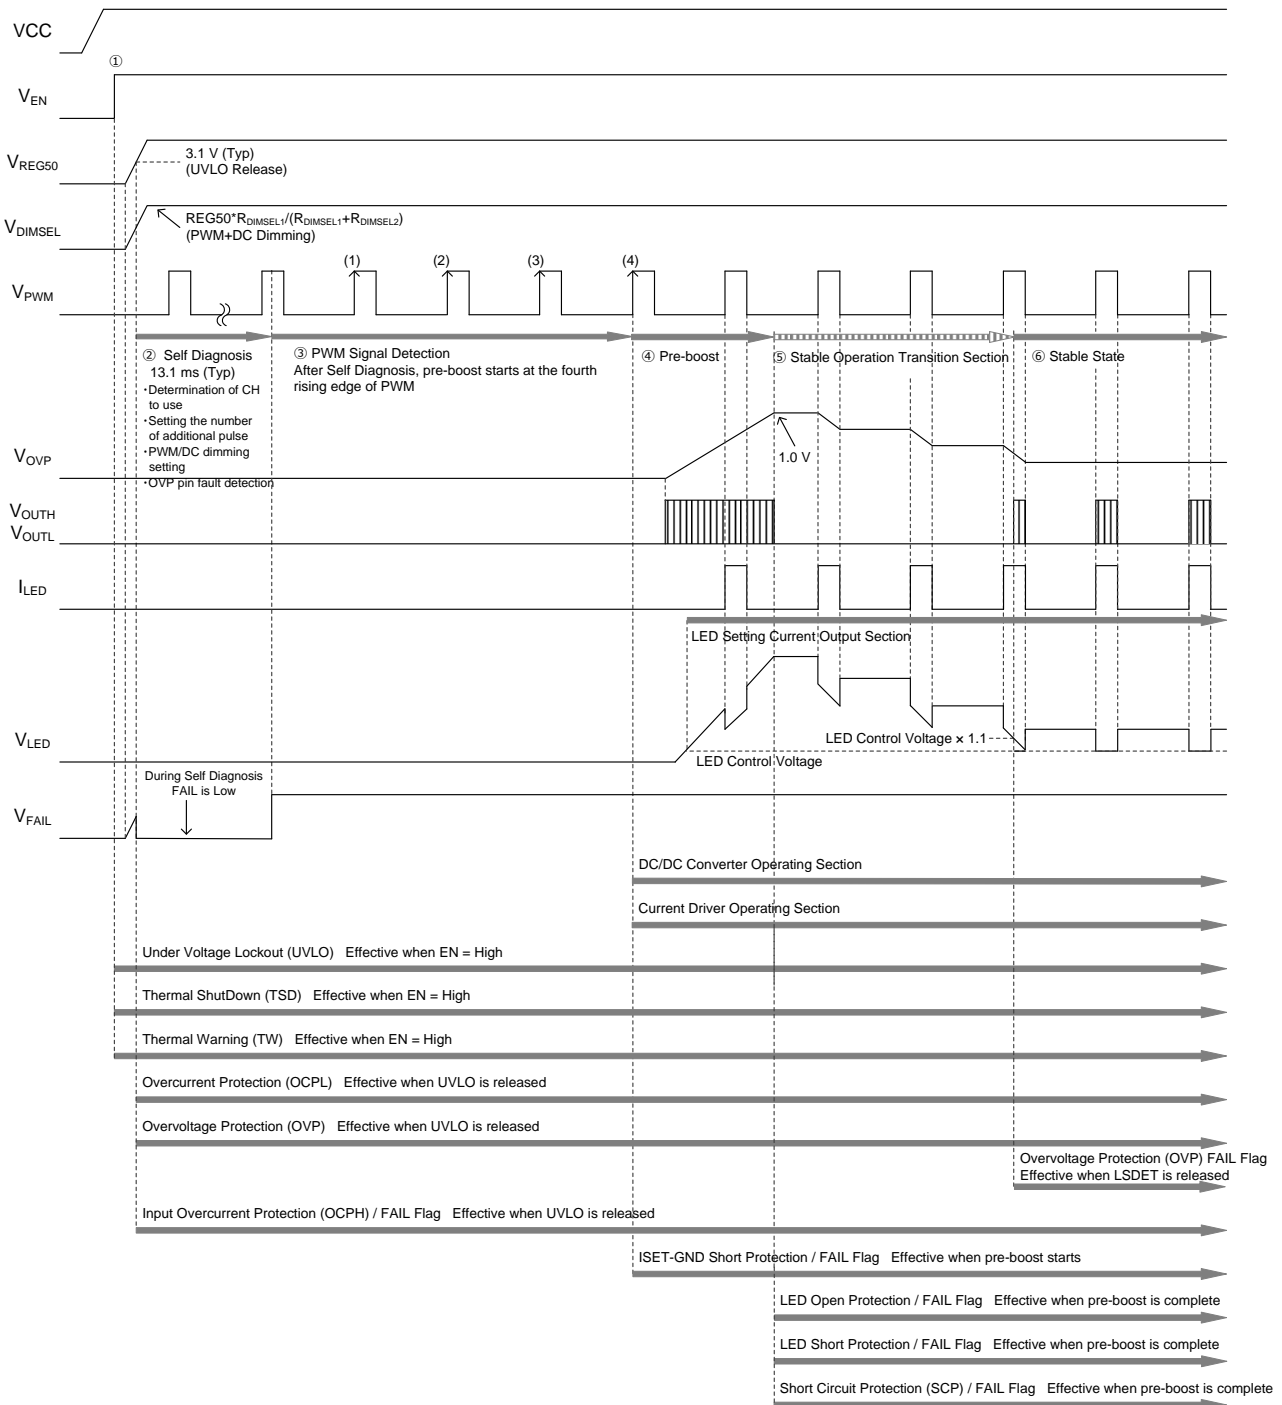 VCC
①
VEN
VREG50
3.1 V (Typ)
(UVLO Release)
VDIMSEL
REG50*RDIMSEL1/(RDIMSEL1+RDIMSEL2)
(PWM+DC Dimming)
(1)
(2)
(3)
(4)
VPWM
② Self Diagnosis
13.1 ms (Typ)
・Determination of CH
to use
・Setting the number
of additional pulse
・PWM/DC dimming
setting
・OVP pin fault detection
③ PWM Signal Detection
After Self Diagnosis, pre-boost starts at the fourth
rising edge of PWM
④ Pre-boost
⑤ Stable Operation Transition Section
⑥ Stable State
VOVP
1.0 V
VOUTH
VOUTL
ILED
LED Setting Current Output Section
VLED
LED Control Voltage × 1.1
LED Control Voltage
During Self Diagnosis
FAIL is Low
VFAIL
DC/DC Converter Operating Section
Current Driver Operating Section
Under Voltage Lockout (UVLO) Effective when EN = High
Thermal ShutDown (TSD) Effective when EN = High
Thermal Warning (TW) Effective when EN = High
Overcurrent Protection (OCPL) Effective when UVLO is released
Overvoltage Protection (OVP) Effective when UVLO is released
Overvoltage Protection (OVP) FAIL Flag
Effective when LSDET is released
Input Overcurrent Protection (OCPH) / FAIL Flag Effective when UVLO is released
ISET-GND Short Protection / FAIL Flag Effective when pre-boost starts
LED Open Protection / FAIL Flag Effective when pre-boost is complete
LED Short Protection / FAIL Flag Effective when pre-boost is complete
Short Circuit Protection (SCP) / FAIL Flag Effective when pre-boost is complete